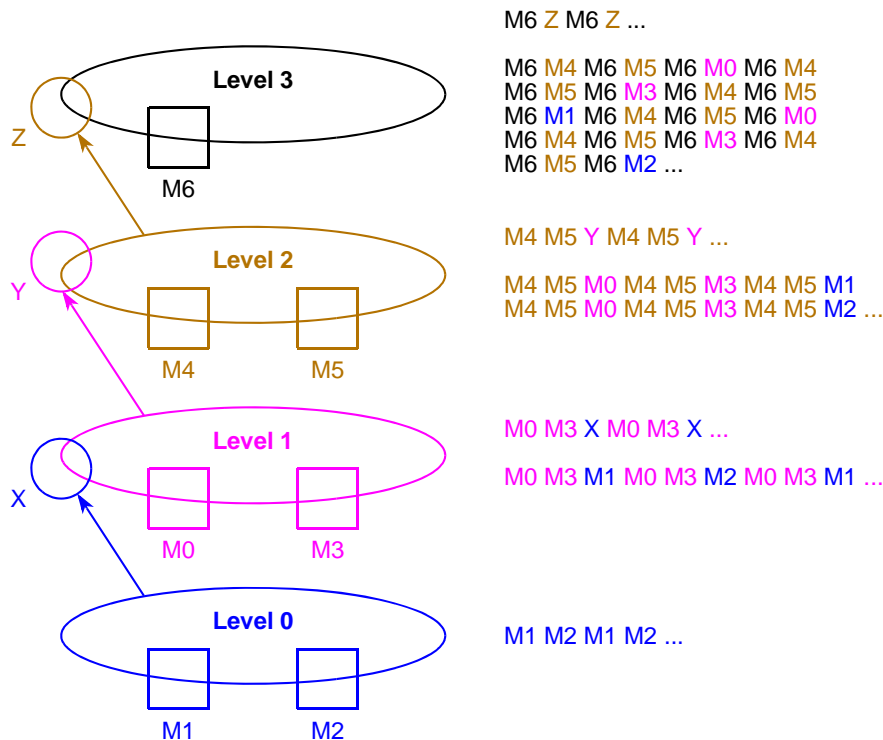 M6 Z M6 Z ...
Level 3
M6 M4 M6 M5 M6 M0 M6 M4
M6 M5 M6 M3 M6 M4 M6 M5
M6 M1 M6 M4 M6 M5 M6 M0
M6 M4 M6 M5 M6 M3 M6 M4
M6 M5 M6 M2 ...
Z
M6
M4 M5 Y M4 M5 Y ...
Level 2
M4 M5 M0 M4 M5 M3 M4 M5 M1
M4 M5 M0 M4 M5 M3 M4 M5 M2 ...
Y
M4 M5
M0 M3 X M0 M3 X ...
Level 1
M0 M3 M1 M0 M3 M2 M0 M3 M1 ...
X
M0 M3
Level 0
M1 M2 M1 M2 ...
M1 M2